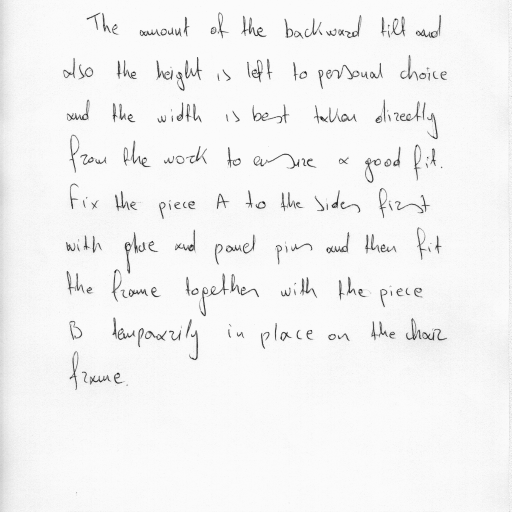 The amount of the backward tilt and
also the height is left to personal choice
and the width is best taken directly
from the work to ensure a good fit.
Fix the piece A to the sides first
with glue and panel pins and then fit
the frame together with the piece
B temporarily in place on the chair
frame.